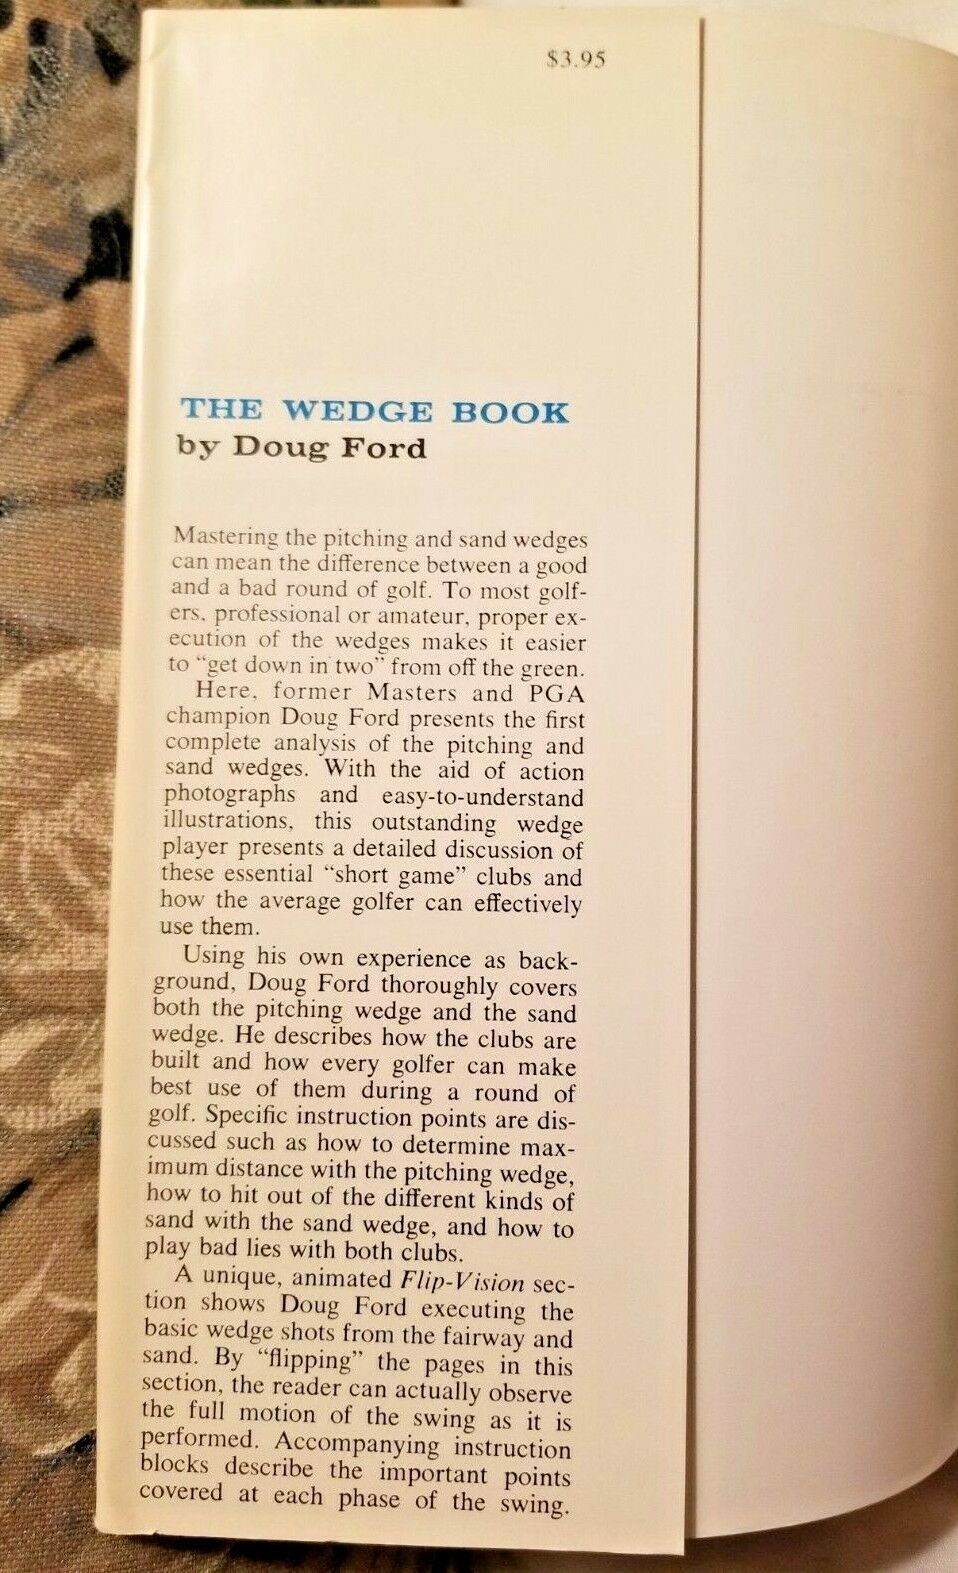 $3.95
THE WEDGE BOOK
by Doug Ford
Mastering the pitching and sand wedges
can mean the difference between a good
and a bad round of golf. To most golf-
ers, professional or amateur, proper ex-
ecution of the wedges makes it easier
to "get down in two" from off the green.
Here, former Masters and PGA
champion Doug Ford presents the first
complete analysis of the pitching and
sand wedges. With the aid of action
photographs and easy-to-understand
illustrations, this outstanding wedge
player presents a detailed discussion of
these essential "short game" clubs and
how the average golfer can effectively
use them.
Using his own experience as back-
ground, Doug Ford thoroughly covers
both the pitching wedge and the sand
wedge. He describes how the clubs are
built and how every golfer can make
best use of them during a round of
golf. Specific instruction points are dis-
cussed such as how to determine max-
imum distance with the pitching wedge,
how to hit out of the different kinds of
sand with the sand wedge, and how to
play bad lies with both clubs.
A unique, animated Flip-Vision sec-
tion shows Doug Ford executing the
basic wedge shots from the fairway and
sand. By "flipping" the pages in this
section, the reader can actually observe
the full motion of the swing as it is
performed. Accompanying instruction
blocks describe the important points
covered at each phase of the swing.